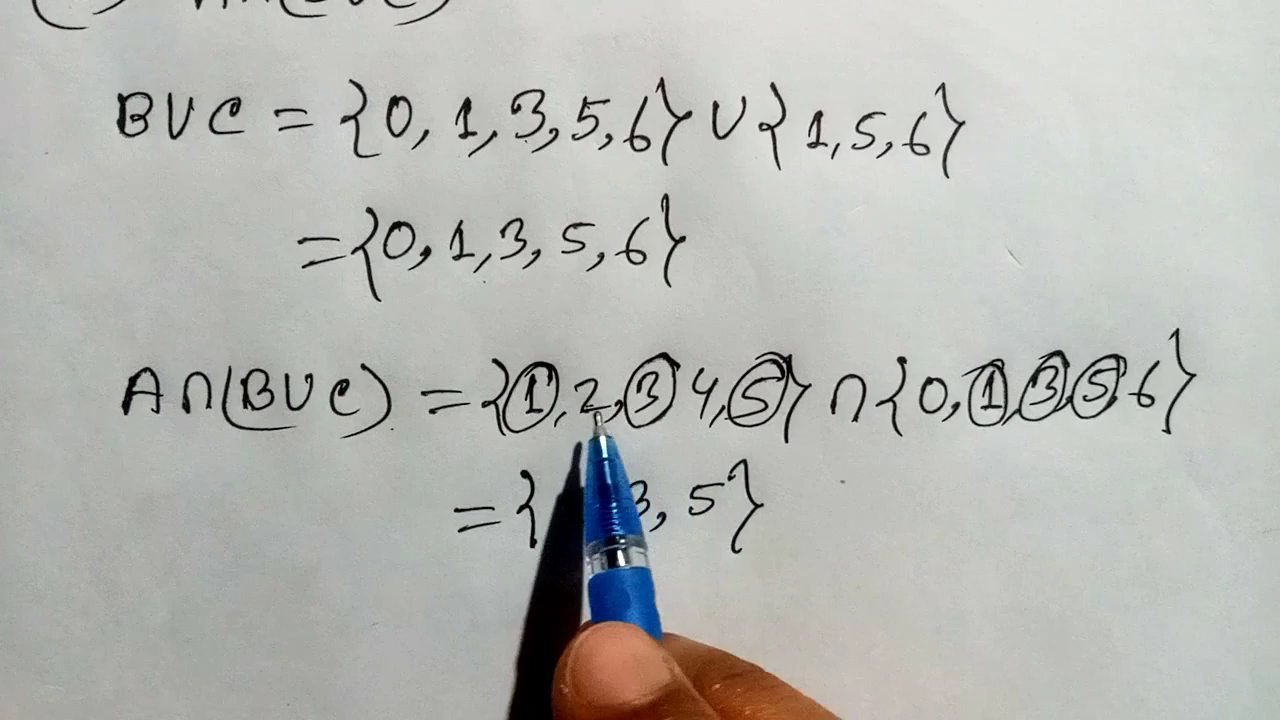 B∪C = {0, 1, 3, 5, 6} ∪ {1, 5, 6}
= {0, 1, 3, 5, 6}
A∩(B∪C) = {1, 2, 3 4, 5} ∩ {0, 1, 3, 5, 6}
= { 3, 5}